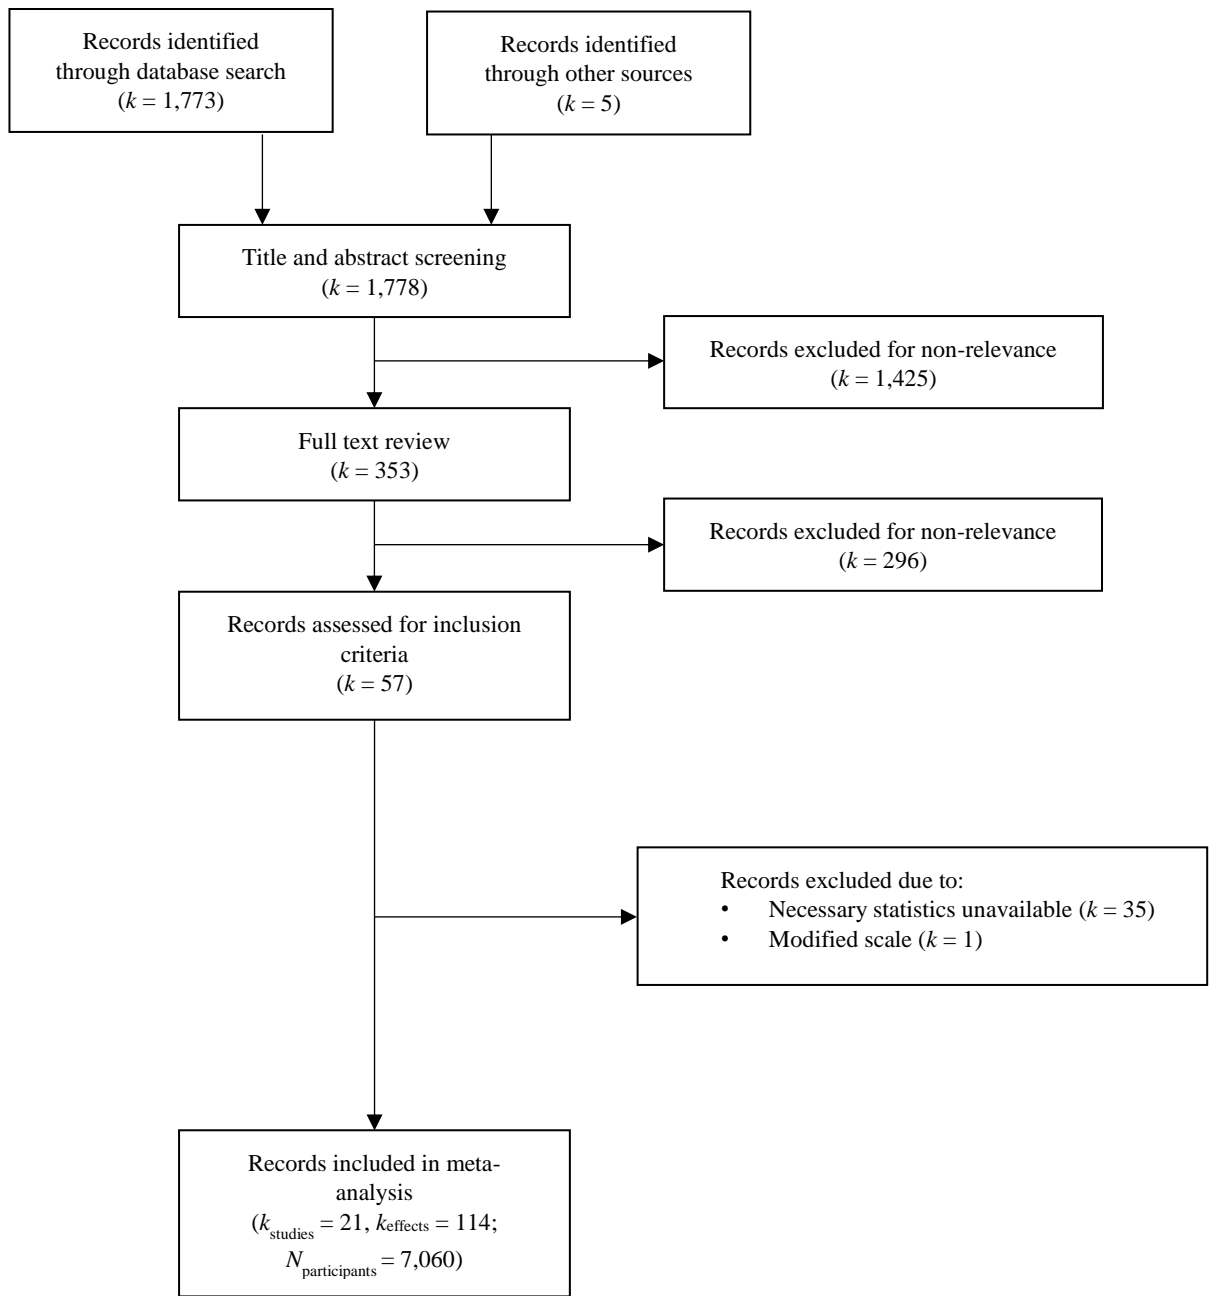 Records identified
through database search
(k = 1,773)
Records identified
through other sources
(k = 5)
Title and abstract screening
(k = 1,778)
Records excluded for non-relevance
(k = 1,425)
Full text review
(k = 353)
Records excluded for non-relevance
(k = 296)
Records assessed for inclusion
criteria
(k = 57)
Records excluded due to:
• Necessary statistics unavailable (k = 35)
• Modified scale (k = 1)
Records included in meta-
analysis
(kstudies = 21, keffects = 114;
Nparticipants = 7,060)